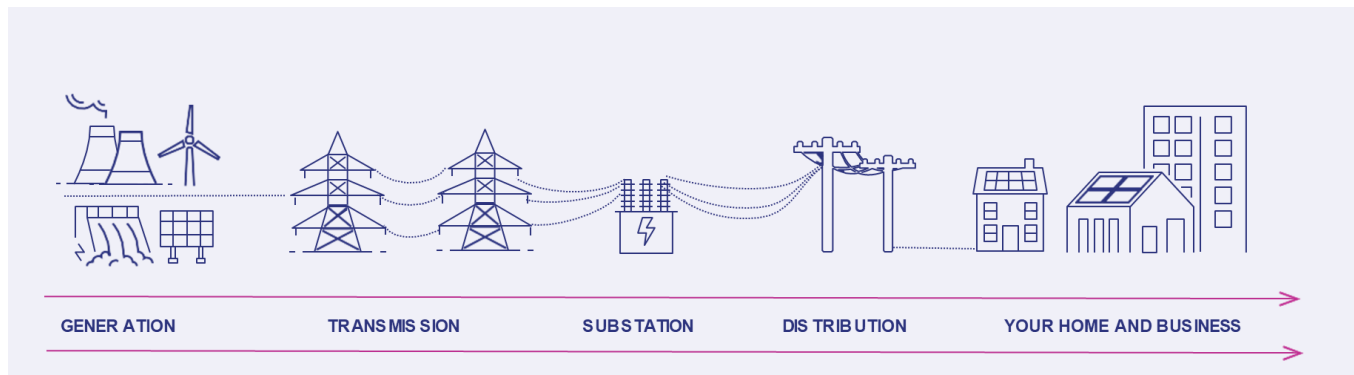 GENERATION
TRANSMISSION
SUBSTATION
DISTRIBUTION
YOUR HOME AND BUSINESS